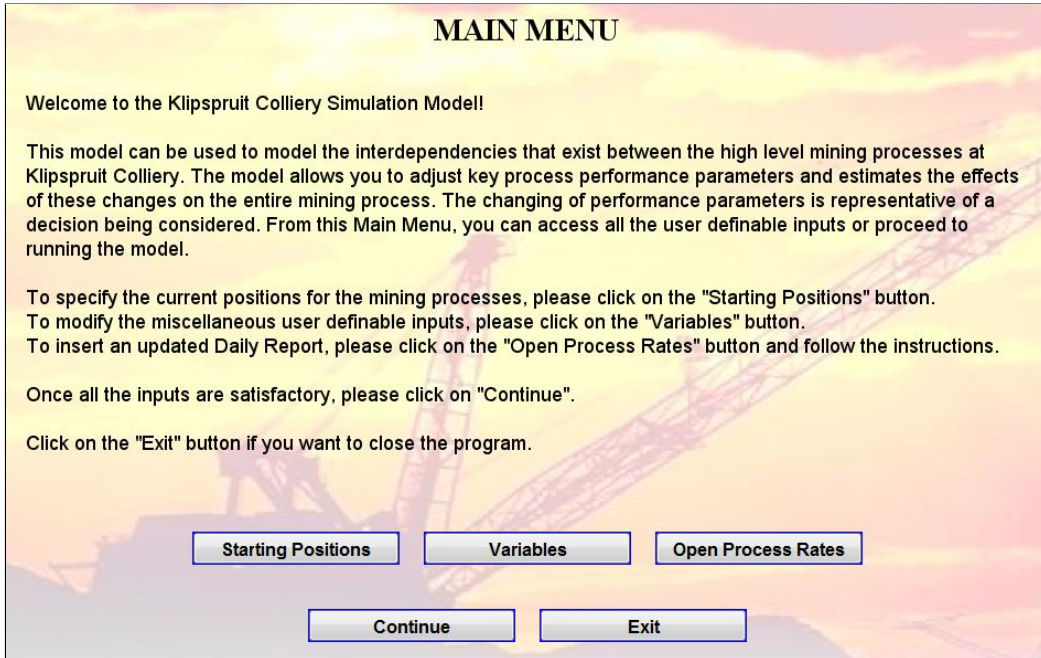 MAIN MENU
Welcome to the Klipspruit Colliery Simulation Model!
This model can be used to model the interdependencies that exist between the high level mining processes at
Klipspruit Colliery. The model allows you to adjust key process performance parameters and estimates the effects
of these changes on the entire mining process. The changing of performance parameters is representative of a
decision being considered. From this Main Menu, you can access all the user definable inputs or proceed to
running the model.
To specify the current positions for the mining processes, please click on the "Starting Positions" button.
To modify the miscellaneous user definable inputs, please click on the "Variables" button.
To insert an updated Daily Report, please click on the "Open Process Rates" button and follow the instructions.
Once all the inputs are satisfactory, please click on "Continue".
Click on the "Exit" button if you want to close the program.
Starting Positions Variables Open Process Rates
Continue Exit